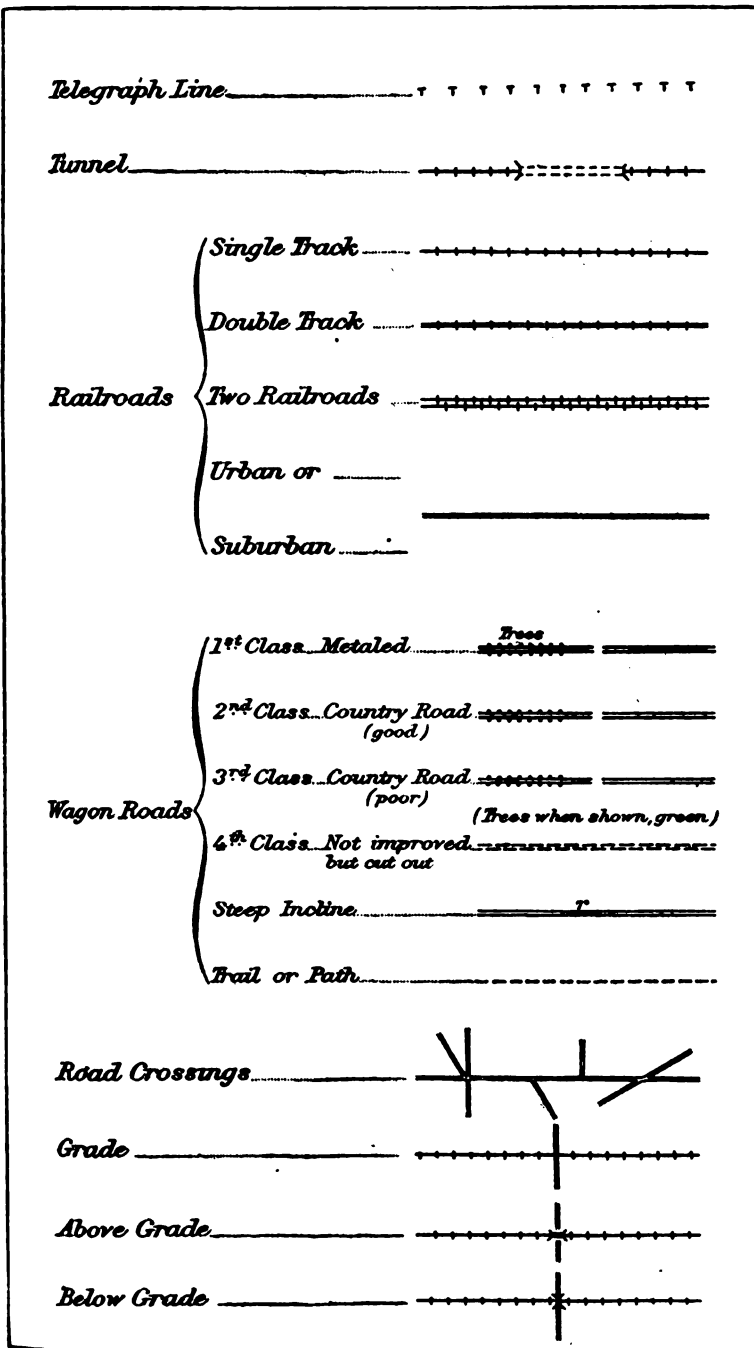 Telegraph Line
T T T T T T T T T T T
Tunnel
Railroads
Single Track
Double Track
Two Railroads
Urban or
Suburban
Wagon Roads
1st Class Metaled
Trees
2nd Class Country Road
(good)
3rd Class Country Road
(poor)
(Trees when shown, green)
4th Class Not improved
but cut out
Steep Incline
r
Trail or Path
Road Crossings
Grade
Above Grade
Below Grade